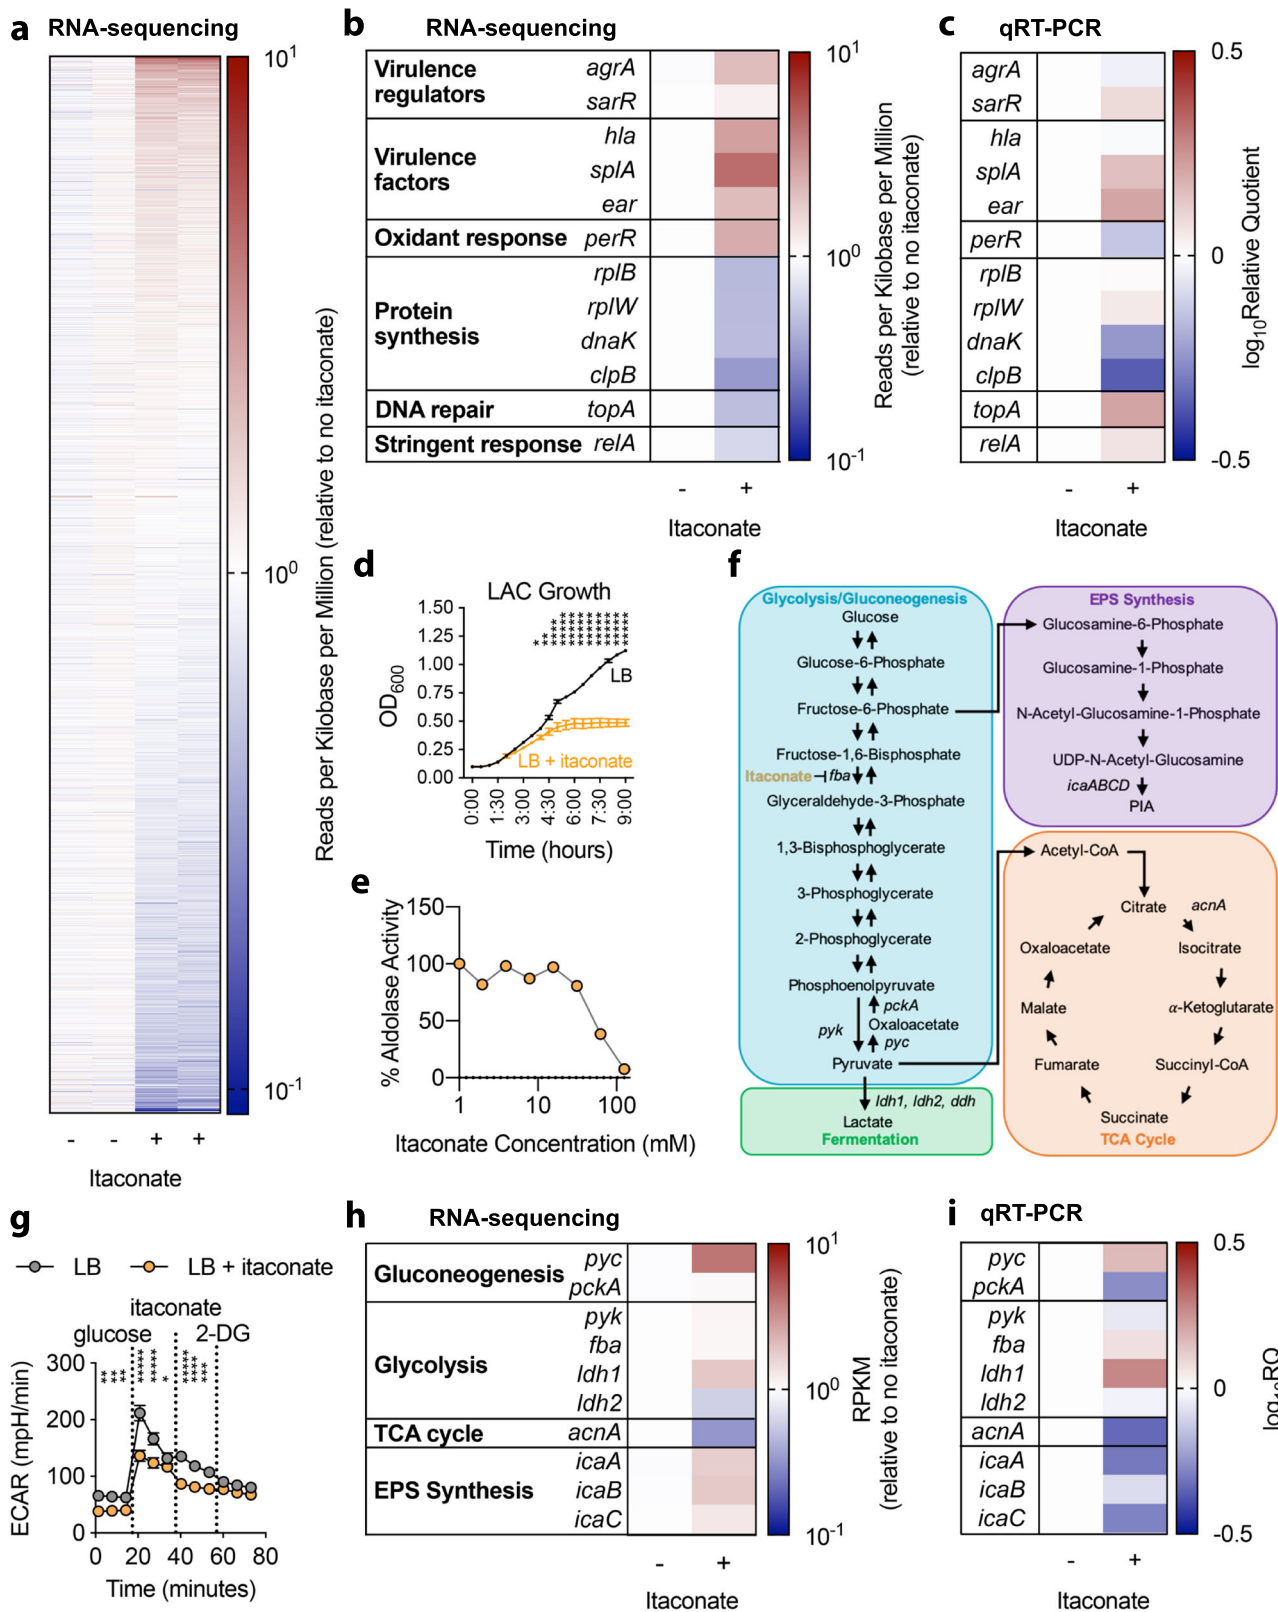 a
RNA-sequencing
10¹
10⁰
10⁻¹
Reads per Kilobase per Million (relative to no itaconate)
- - + +
Itaconate
b
RNA-sequencing
Virulence
regulators
agrA
sarR
Virulence
factors
hla
splA
ear
Oxidant response perR
Protein
synthesis
rplB
rplW
dnaK
clpB
DNA repair topA
Stringent response relA
10¹
10⁰
10⁻¹
Reads per Kilobase per Million
(relative to no itaconate)
- +
Itaconate
c
qRT-PCR
agrA
sarR
hla
splA
ear
perR
rplB
rplW
dnaK
clpB
topA
relA
0.5
0
-0.5
log₁₀Relative Quotient
- +
Itaconate
d
LAC Growth
1.50
1.25
1.00
0.75
0.50
0.25
0.00
OD₆₀₀
LB
LB + itaconate
0:00 1:30 3:00 4:30 6:00 7:30 9:00
Time (hours)
e
150
100
50
0
% Aldolase Activity
1 10 100
Itaconate Concentration (mM)
f
Glycolysis/Gluconeogenesis
Glucose
Glucose-6-Phosphate
Fructose-6-Phosphate
Fructose-1,6-Bisphosphate
Itaconate fba
Glyceraldehyde-3-Phosphate
1,3-Bisphosphoglycerate
3-Phosphoglycerate
2-Phosphoglycerate
Phosphoenolpyruvate
pckA
pyk Oxaloacetate
pyc
Pyruvate
ldh1, ldh2, ddh
Lactate
Fermentation
EPS Synthesis
Glucosamine-6-Phosphate
Glucosamine-1-Phosphate
N-Acetyl-Glucosamine-1-Phosphate
UDP-N-Acetyl-Glucosamine
icaABCD
PIA
Acetyl-CoA
Citrate acnA
Oxaloacetate Isocitrate
Malate α-Ketoglutarate
Fumarate Succinyl-CoA
Succinate
TCA Cycle
g
LB LB + itaconate
itaconate
glucose 2-DG
300
200
100
0
ECAR (mpH/min)
0 20 40 60 80
Time (minutes)
h
RNA-sequencing
Gluconeogenesis
pyc
pckA
Glycolysis
pyk
fba
ldh1
ldh2
TCA cycle acnA
EPS Synthesis
icaA
icaB
icaC
10¹
10⁰
10⁻¹
RPKM
(relative to no itaconate)
- +
Itaconate
i
qRT-PCR
pyc
pckA
pyk
fba
ldh1
ldh2
acnA
icaA
icaB
icaC
0.5
0
-0.5
log₁₀RQ
- +
Itaconate